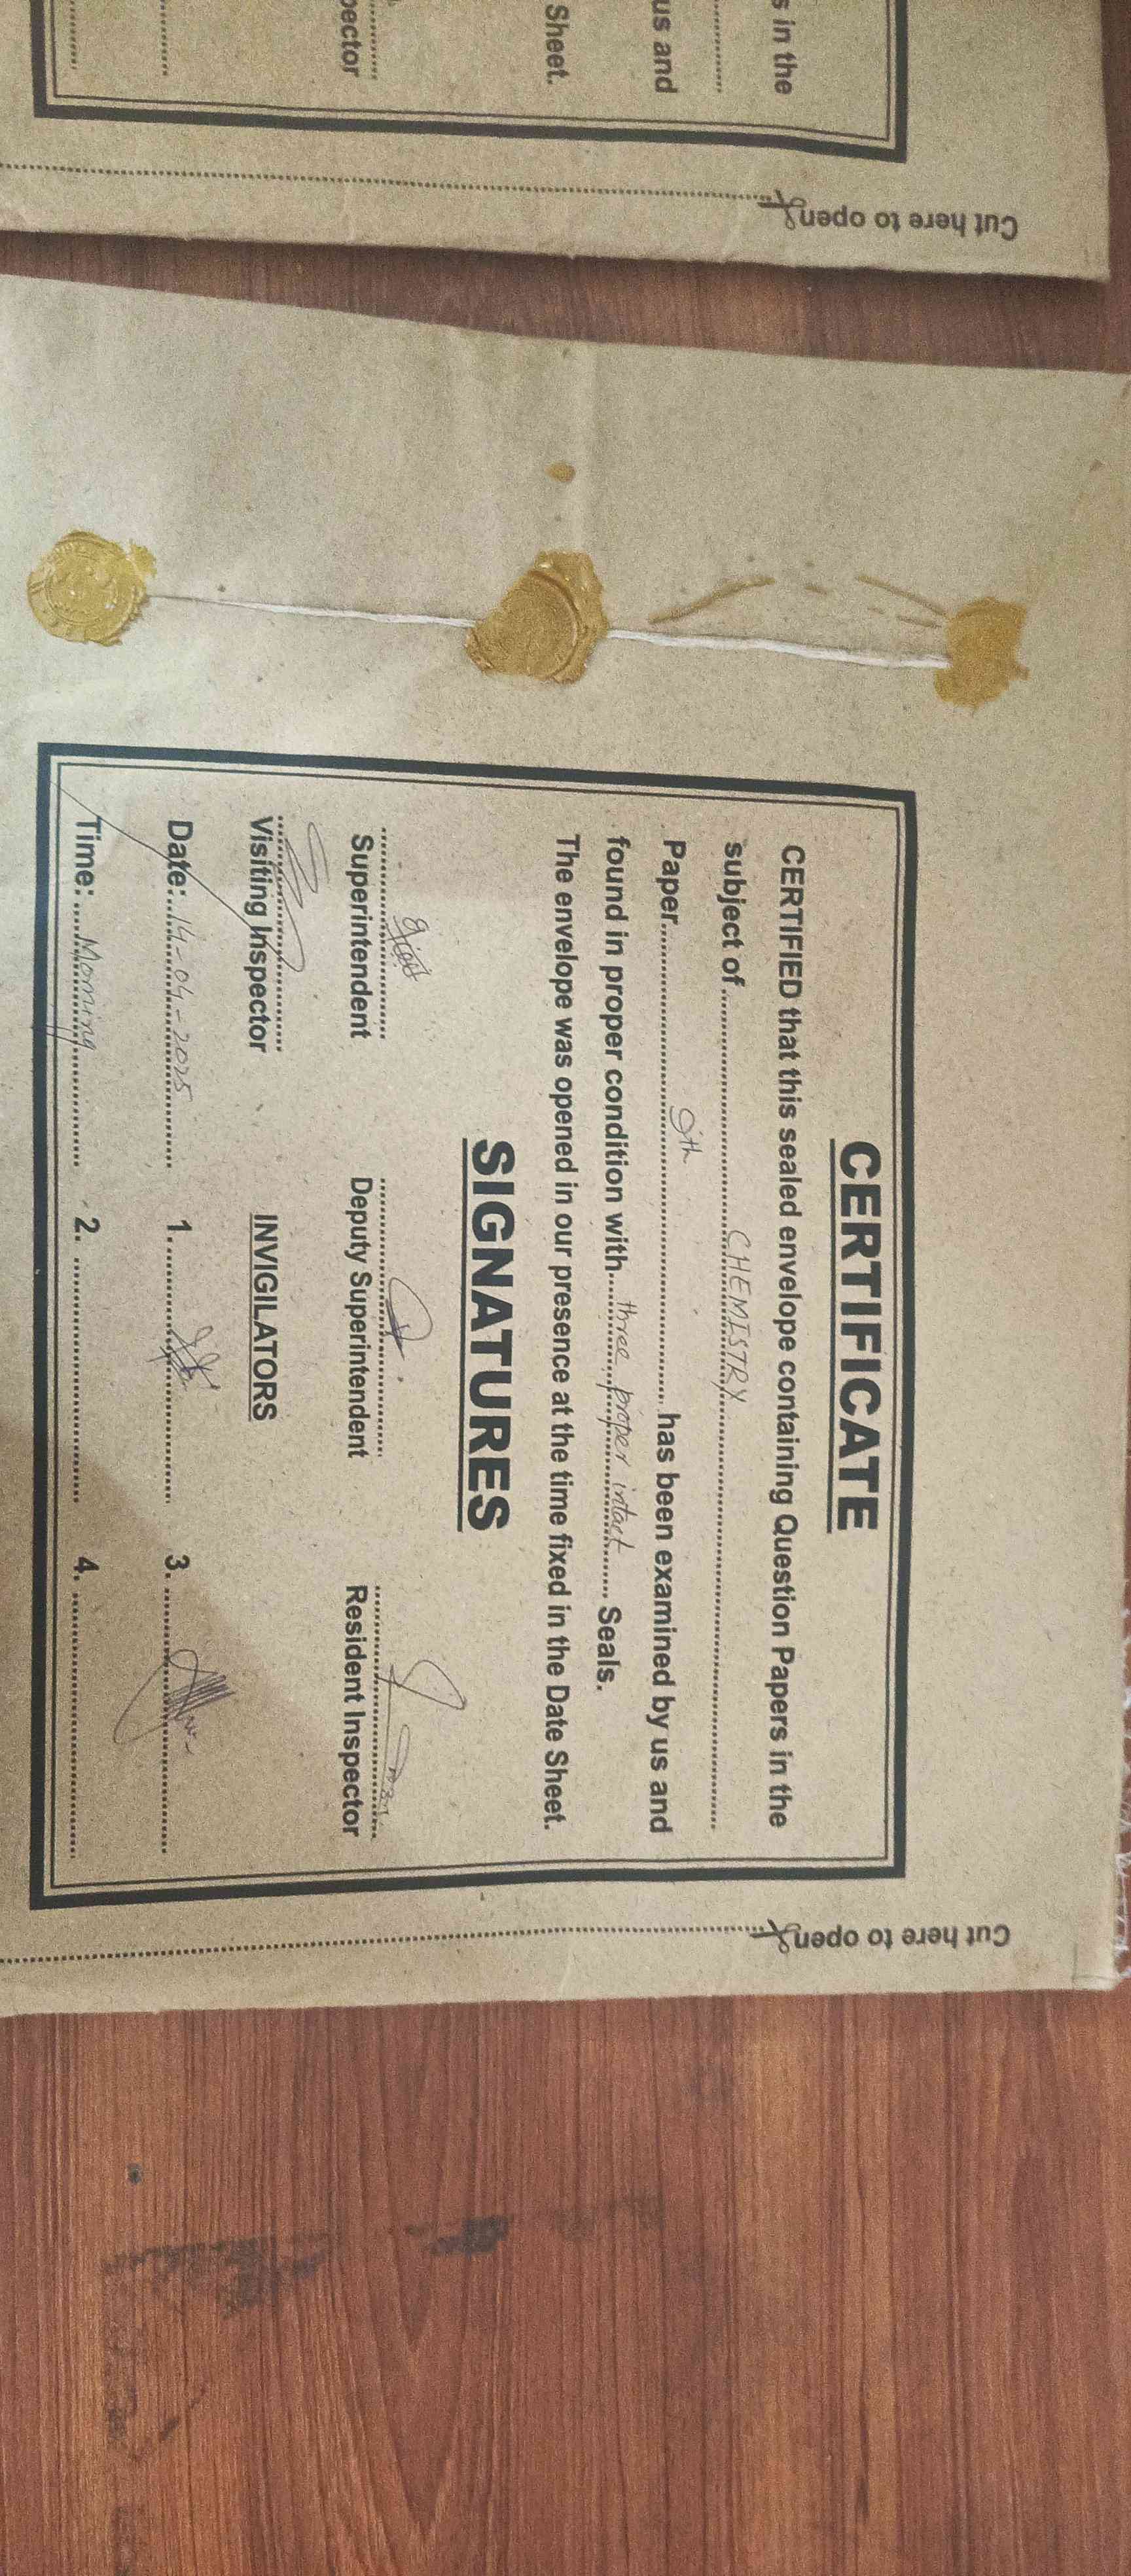 s in the
us and
Sheet.
pector
Cut here to open
CERTIFICATE
CERTIFIED that this sealed envelope containing Question Papers in the
subject of CHEMISTRY
Paper 9th has been examined by us and
found in proper condition with three proper intact Seals.
The envelope was opened in our presence at the time fixed in the Date Sheet.
SIGNATURES
Superintendent Deputy Superintendent Resident Inspector
Visiting Inspector INVIGILATORS
Date: 14-04-2025 1. 3.
Time: Morning 2. 4.
Cut here to open